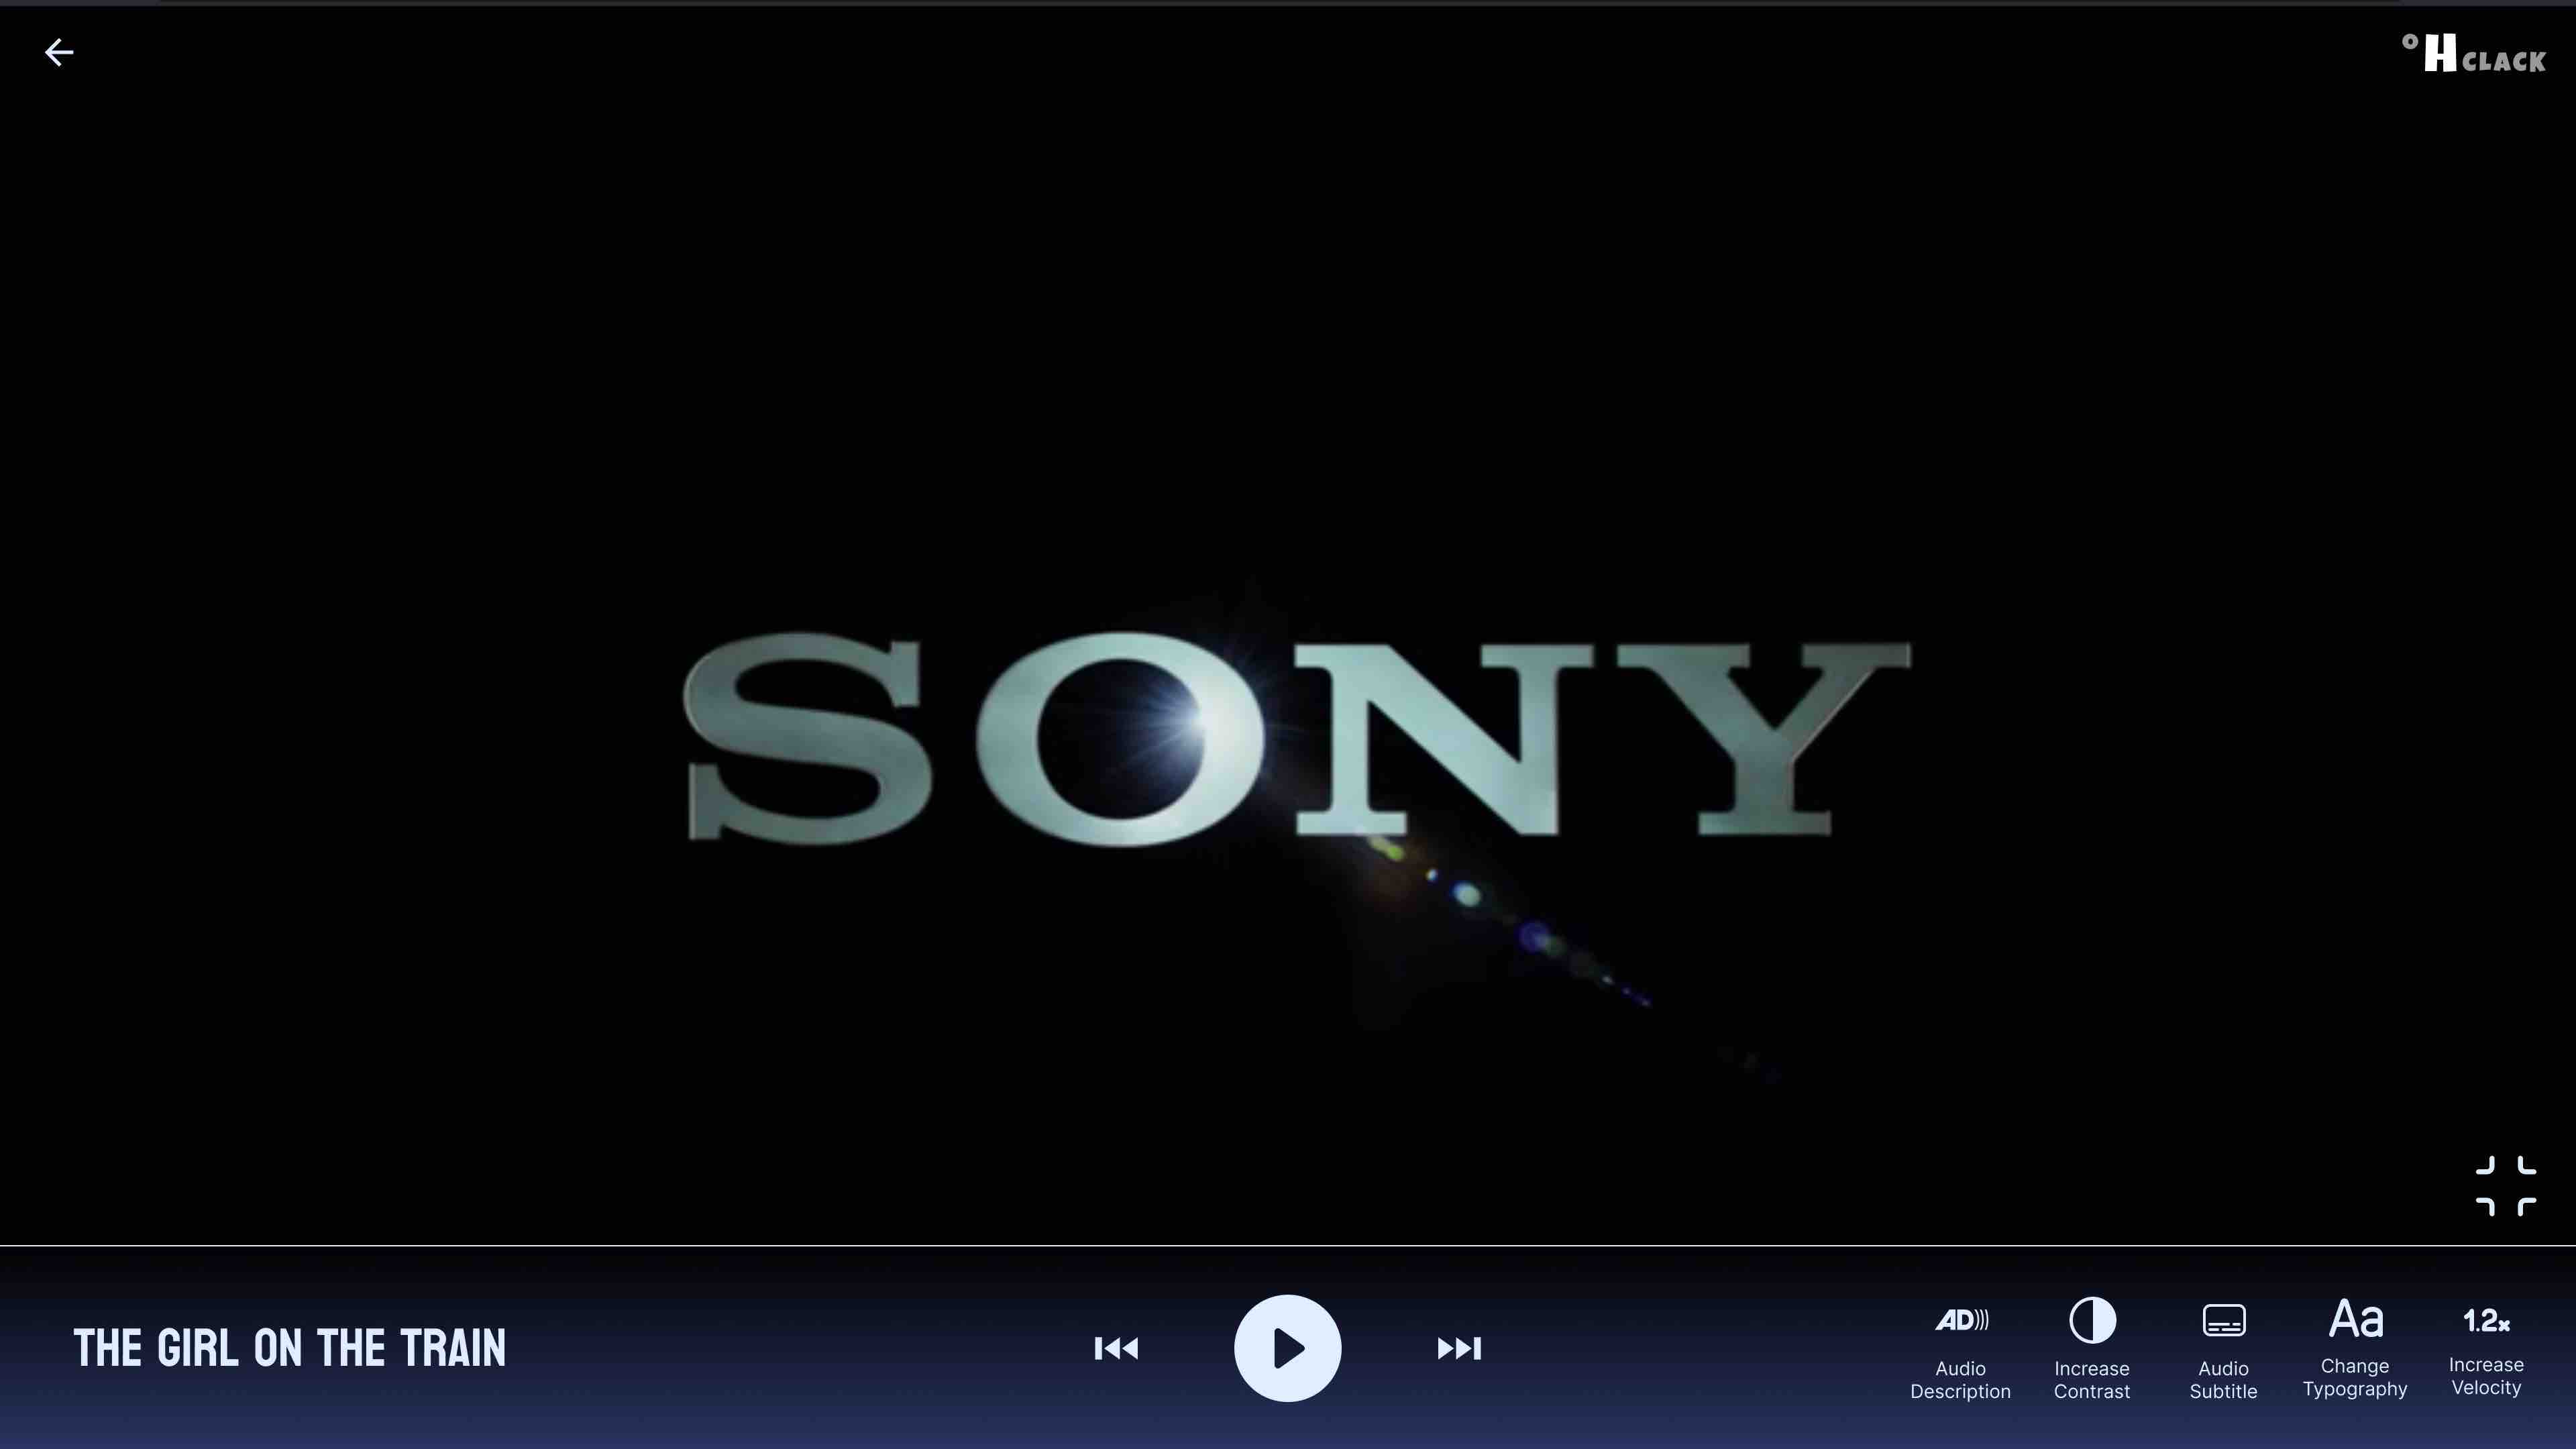 °H CLACK
SONY
THE GIRL ON THE TRAIN
AD
Audio
Description
Increase
Contrast
Audio
Subtitle
Aa
Change
Typography
1.2x
Increase
Velocity